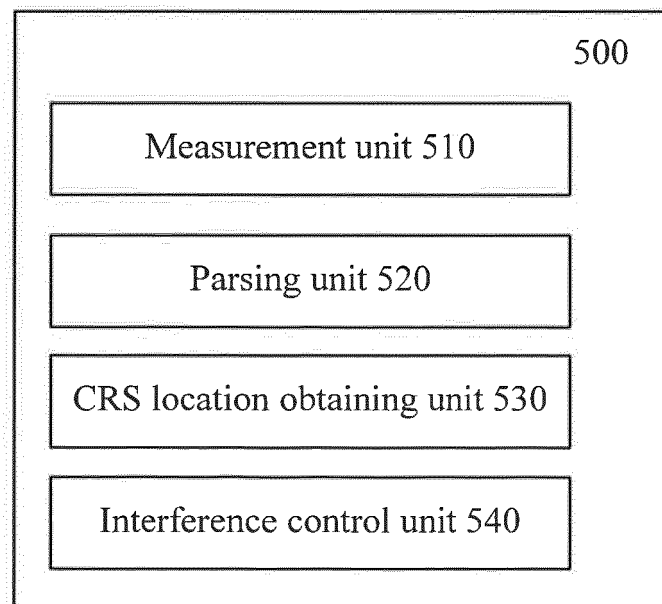 500
Measurement unit 510
Parsing unit 520
CRS location obtaining unit 530
Interference control unit 540